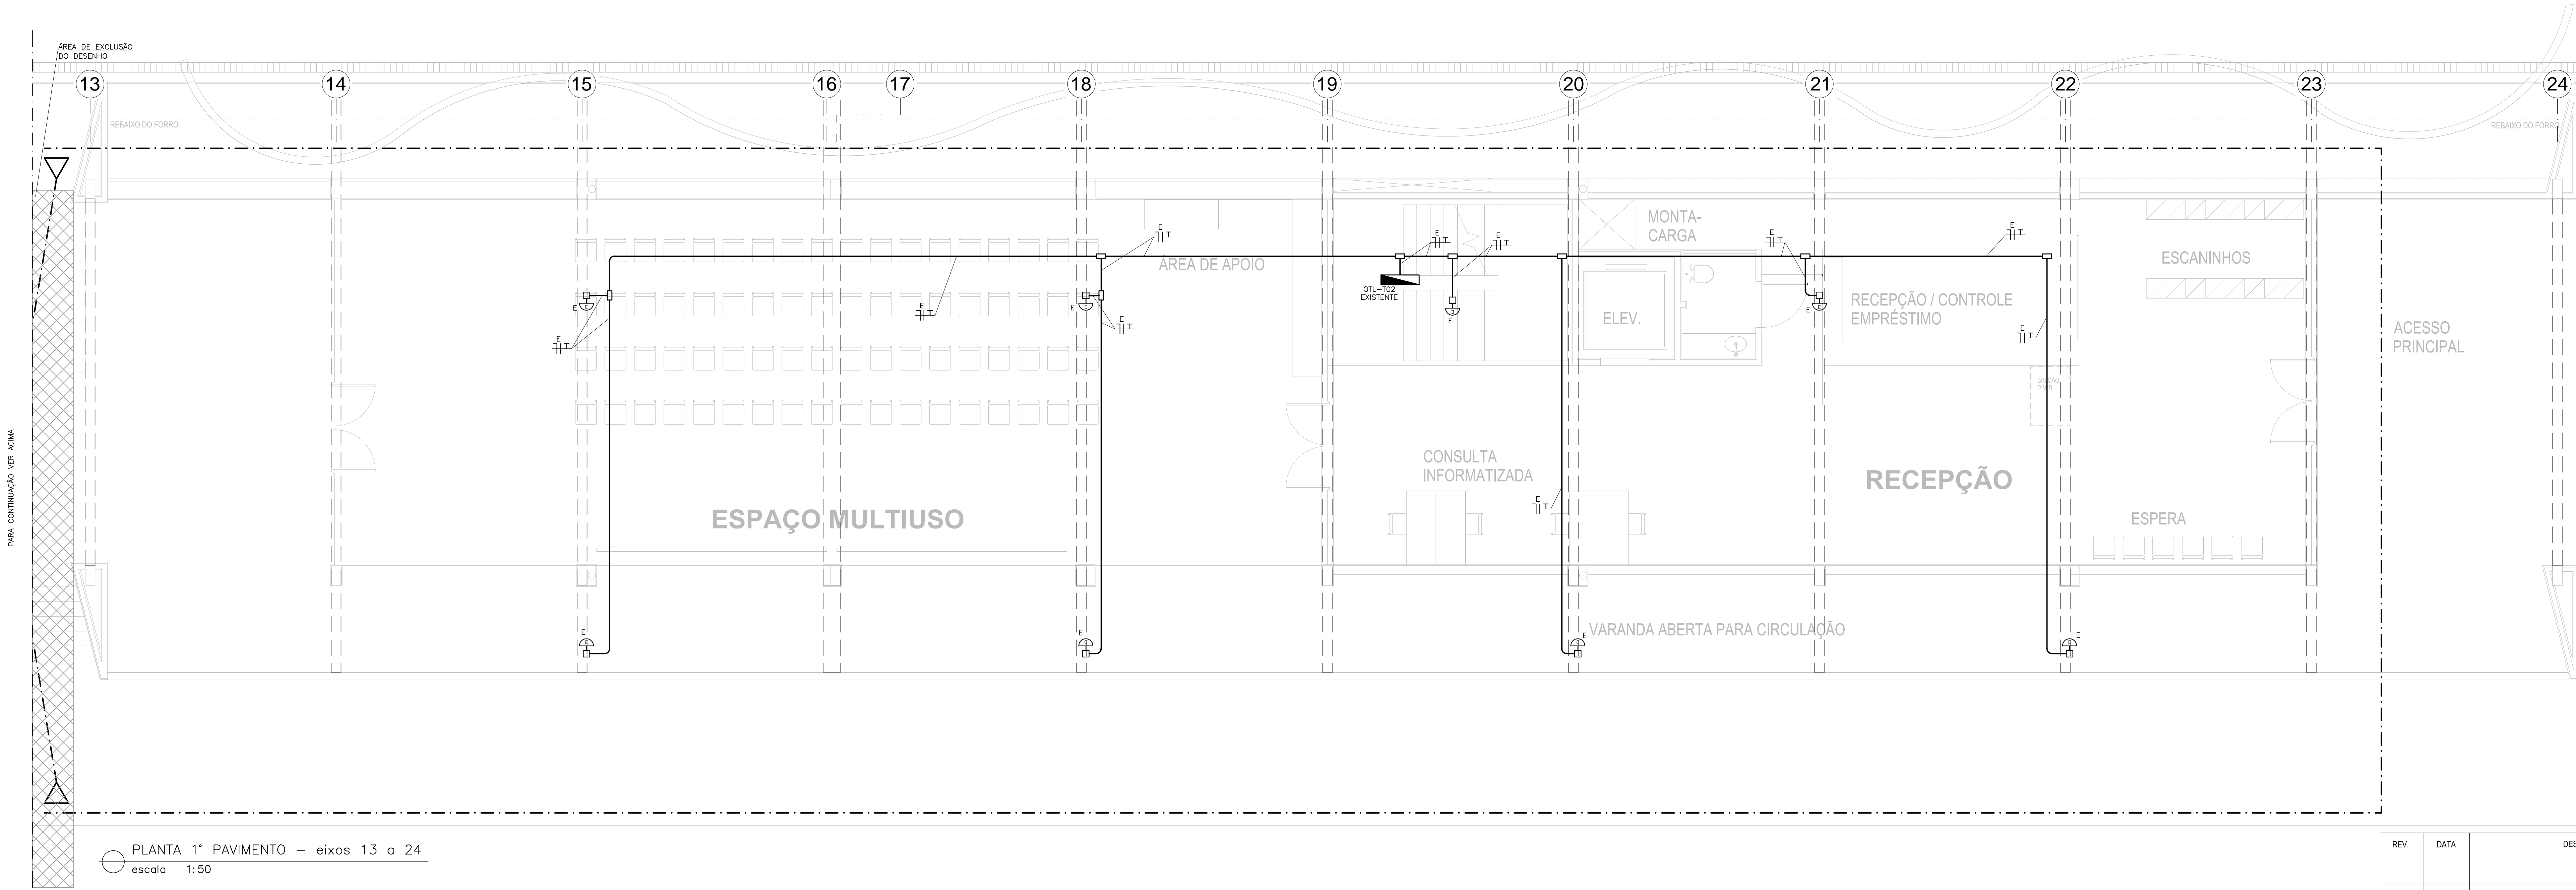 ÁREA DE EXCLUSÃO
DO DESENHO
13
14
15
16
17
18
19
20
21
22
23
24
REBAIXO DO FORRO
REBAIXO DO FORRO
E
T
E
T
E
T
E
T
E
T
MONTA-
CARGA
ESCANINHOS
ÁREA DE APOIO
QTL-T02
EXISTENTE
RECEPÇÃO / CONTROLE
EMPRÉSTIMO
ELEV.
E
E
E
E
E
T
E
T
E
T
E
T
ACESSO
PRINCIPAL
BALCÃO
PARA CONTINUAÇÃO VER ACIMA
CONSULTA
INFORMATIZADA
RECEPÇÃO
E
T
ESPAÇO MULTIUSO
ESPERA
E
E
E
E
VARANDA ABERTA PARA CIRCULAÇÃO
PLANTA 1° PAVIMENTO – eixos 13 a 24
escala 1:50
REV. DATA